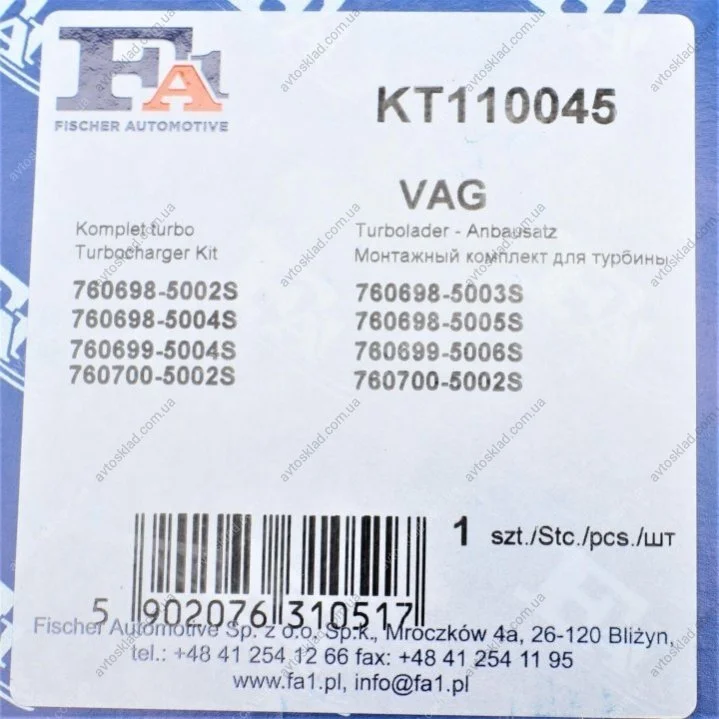 FA1
FISCHER AUTOMOTIVE
KT110045
VAG
Komplet turbo
Turbocharger Kit
Turbolader - Anbausatz
Монтажный комплект для турбины
760698-5002S 760698-5003S
760698-5004S 760698-5005S
760699-5004S 760699-5006S
760700-5002S 760700-5002S
1 szt./Stc./pcs./шт
5 902076 310517
Fischer Automotive Sp. z o.o. Sp.k., Mroczków 4a, 26-120 Bliżyn,
tel.: +48 41 254 12 66 fax: +48 41 254 11 95
www.fa1.pl, info@fa1.pl
avtosklad.com.ua